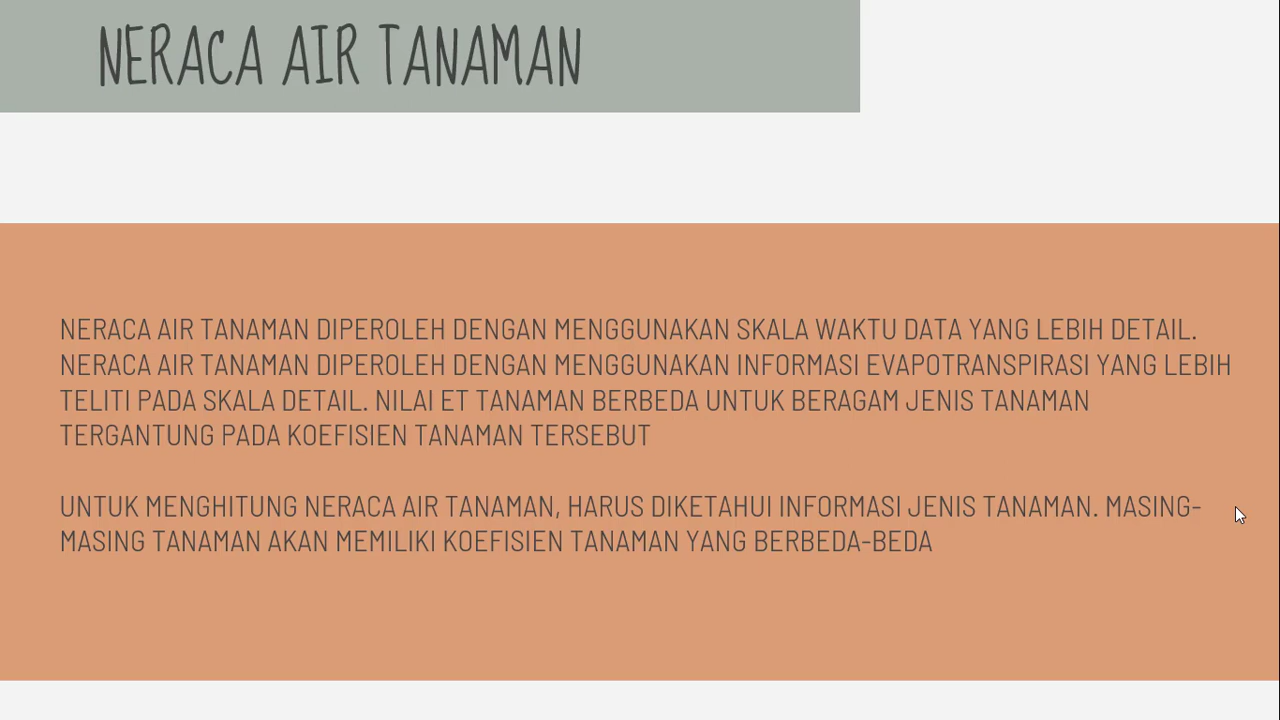 NERACA AIR TANAMAN
NERACA AIR TANAMAN DIPEROLEH DENGAN MENGGUNAKAN SKALA WAKTU DATA YANG LEBIH DETAIL.
NERACA AIR TANAMAN DIPEROLEH DENGAN MENGGUNAKAN INFORMASI EVAPOTRANSPIRASI YANG LEBIH
TELITI PADA SKALA DETAIL. NILAI ET TANAMAN BERBEDA UNTUK BERAGAM JENIS TANAMAN
TERGANTUNG PADA KOEFISIEN TANAMAN TERSEBUT
UNTUK MENGHITUNG NERACA AIR TANAMAN, HARUS DIKETAHUI INFORMASI JENIS TANAMAN. MASING-
MASING TANAMAN AKAN MEMILIKI KOEFISIEN TANAMAN YANG BERBEDA-BEDA